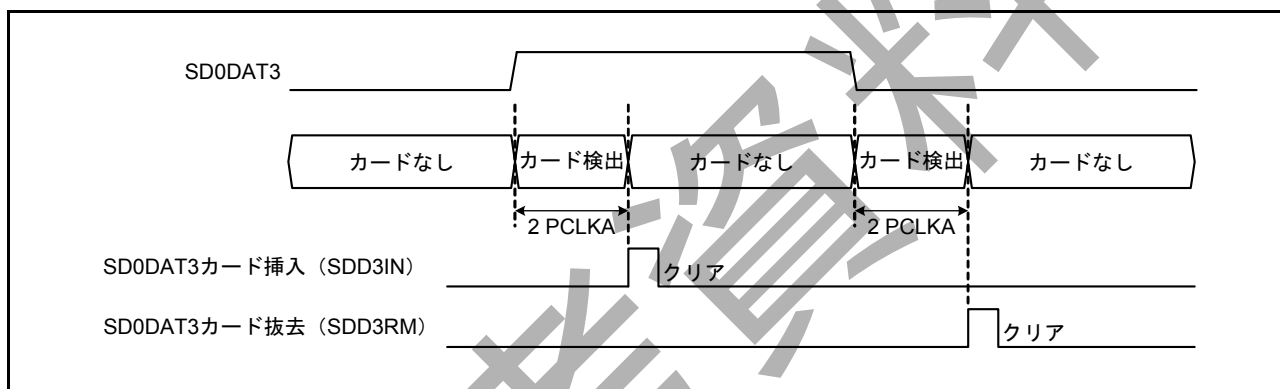 SD0DAT3
カードなし カード検出 カードなし カード検出 カードなし
2 PCLKA 2 PCLKA
SD0DAT3カード挿入（SDD3IN） クリア
SD0DAT3カード抜去（SDD3RM） クリア
考資料